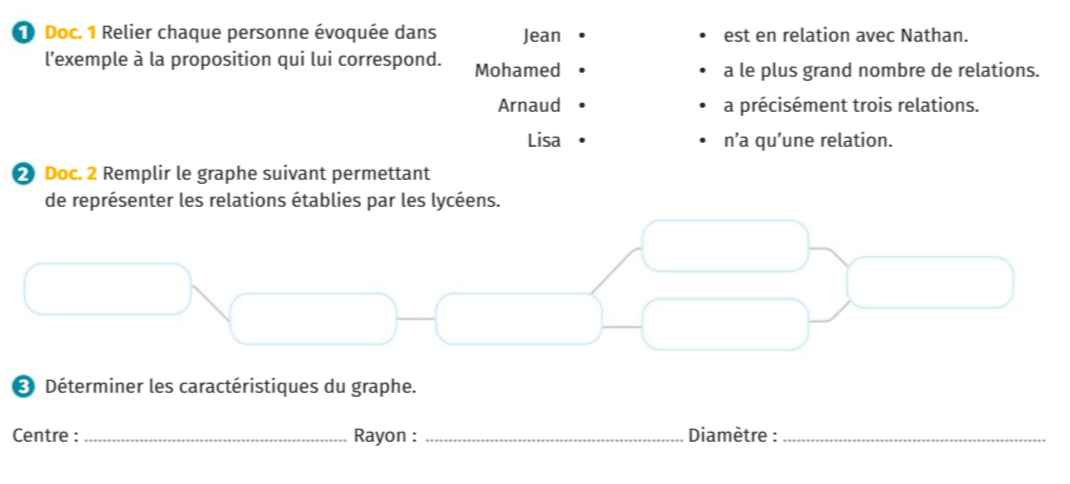 1 Doc. 1 Relier chaque personne évoquée dans
l'exemple à la proposition qui lui correspond.
Jean • • est en relation avec Nathan.
Mohamed • • a le plus grand nombre de relations.
Arnaud • • a précisément trois relations.
Lisa • • n'a qu'une relation.
2 Doc. 2 Remplir le graphe suivant permettant
de représenter les relations établies par les lycéens.
3 Déterminer les caractéristiques du graphe.
Centre : Rayon : Diamètre :